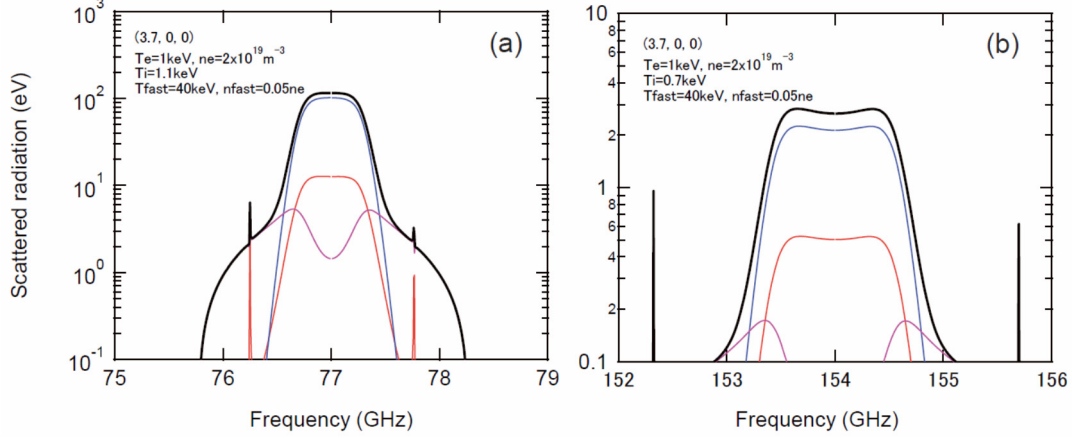 (a)
(3.7, 0, 0)
Te=1keV, ne=2x10¹⁹m⁻³
Ti=1.1keV
Tfast=40keV, nfast=0.05ne
Scattered radiation (eV)
10³
10²
10¹
10⁰
10⁻¹
75 76 77 78 79
Frequency (GHz)
(b)
(3.7, 0, 0)
Te=1keV, ne=2x10¹⁹m⁻³
Ti=0.7keV
Tfast=40keV, nfast=0.05ne
10
8
6
4
2
1
8
6
4
2
0.1
152 153 154 155 156
Frequency (GHz)